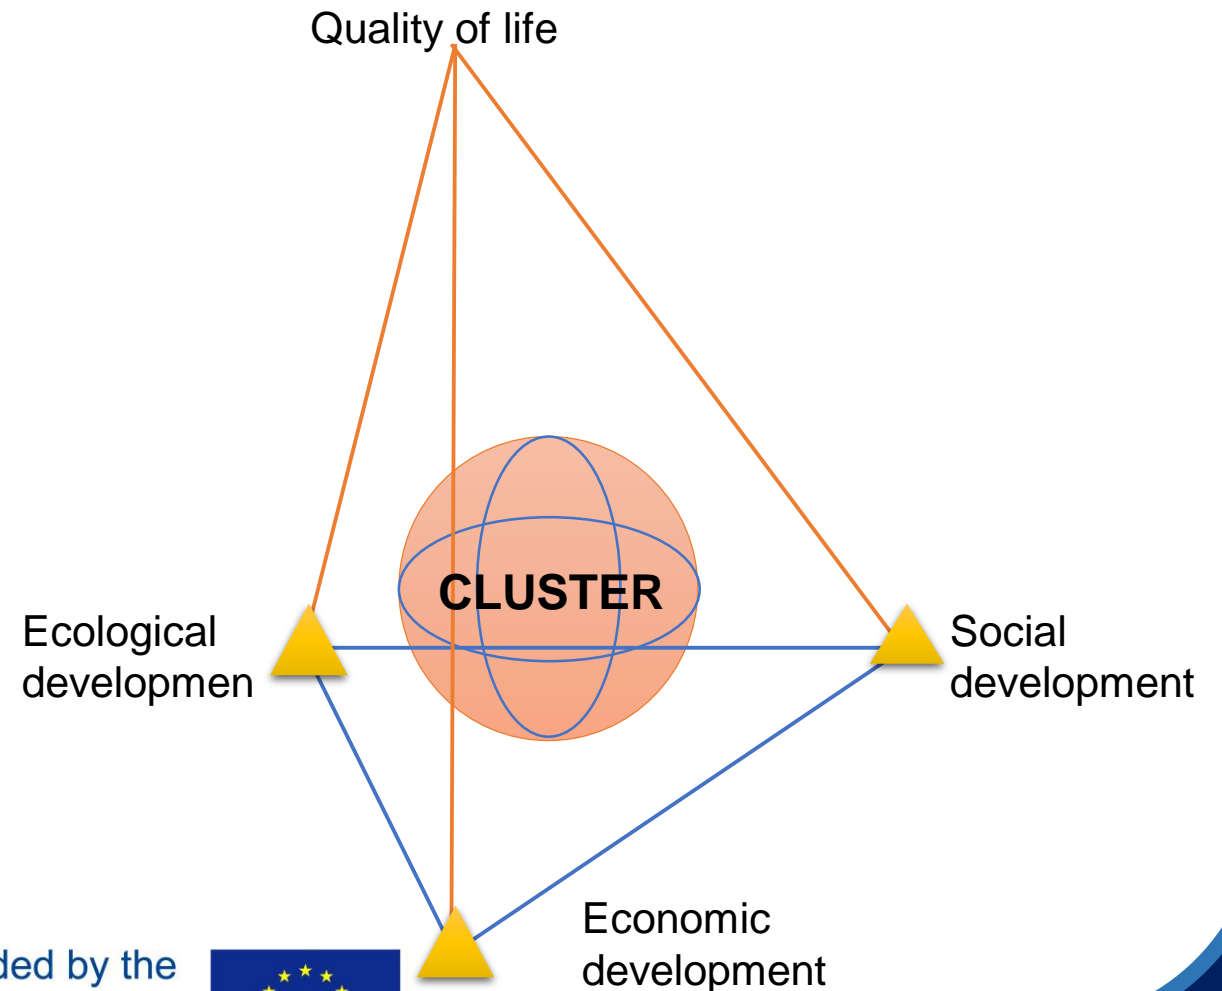 Quality of life
CLUSTER
Ecological
developmen
Social
development
Economic
development
ded by the